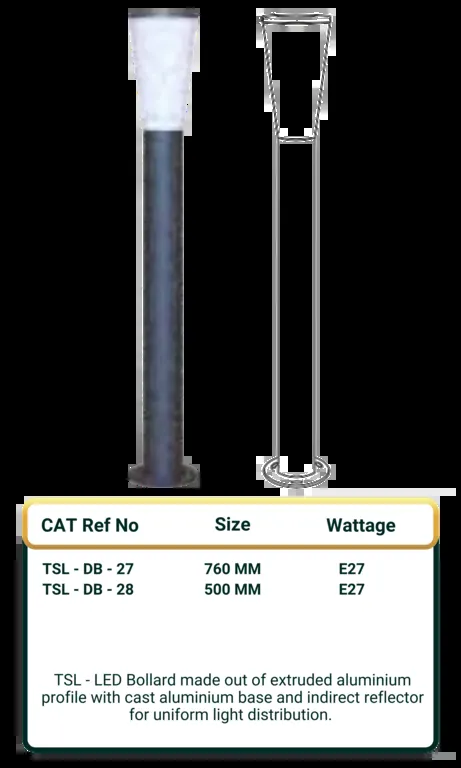 CAT Ref No Size Wattage
TSL - DB - 27 760 MM E27
TSL - DB - 28 500 MM E27
TSL - LED Bollard made out of extruded aluminium
profile with cast aluminium base and indirect reflector
for uniform light distribution.